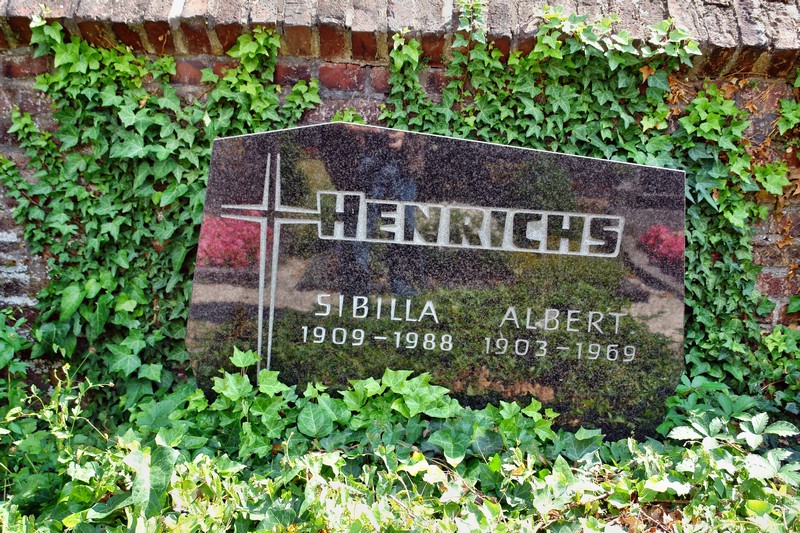 HENRICHS
SIBILLA ALBERT
1909-1988 1903-1969